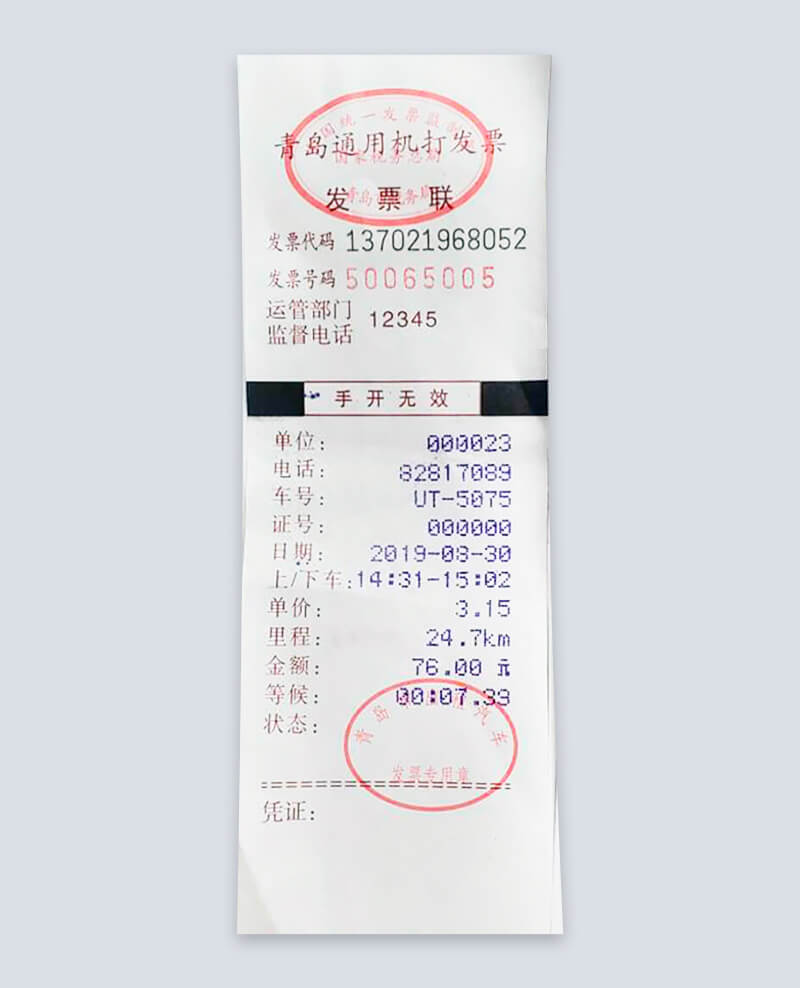 国统一发票监制
青岛通用机打发票
国家税务总局
发票联
青岛市税务局
发票代码 137021968052
发票号码 50065005
运管部门
监督电话 12345
手开无效
单位: 000023
电话: 82817089
车号: UT-5075
证号: 000000
日期: 2019-08-30
上/下车:14:31-15:02
单价: 3.15
里程: 24.7km
金额: 76.00 元
等候: 00:07.39
状态:
青岛 汽车
发票专用章
凭证: